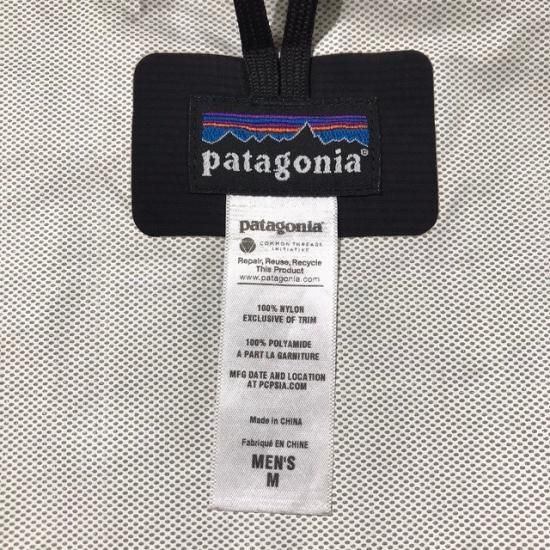 patagonia®
patagonia®
COMMON THREADS
INITIATIVE
Repair, Reuse, Recycle
This Product
www.patagonia.com
100% NYLON
EXCLUSIVE OF TRIM
100% POLYAMIDE
A PART LA GARNITURE
MFG DATE AND LOCATION
AT PCPSIA.COM
Made in CHINA
Fabriqué EN CHINE
MEN'S
M